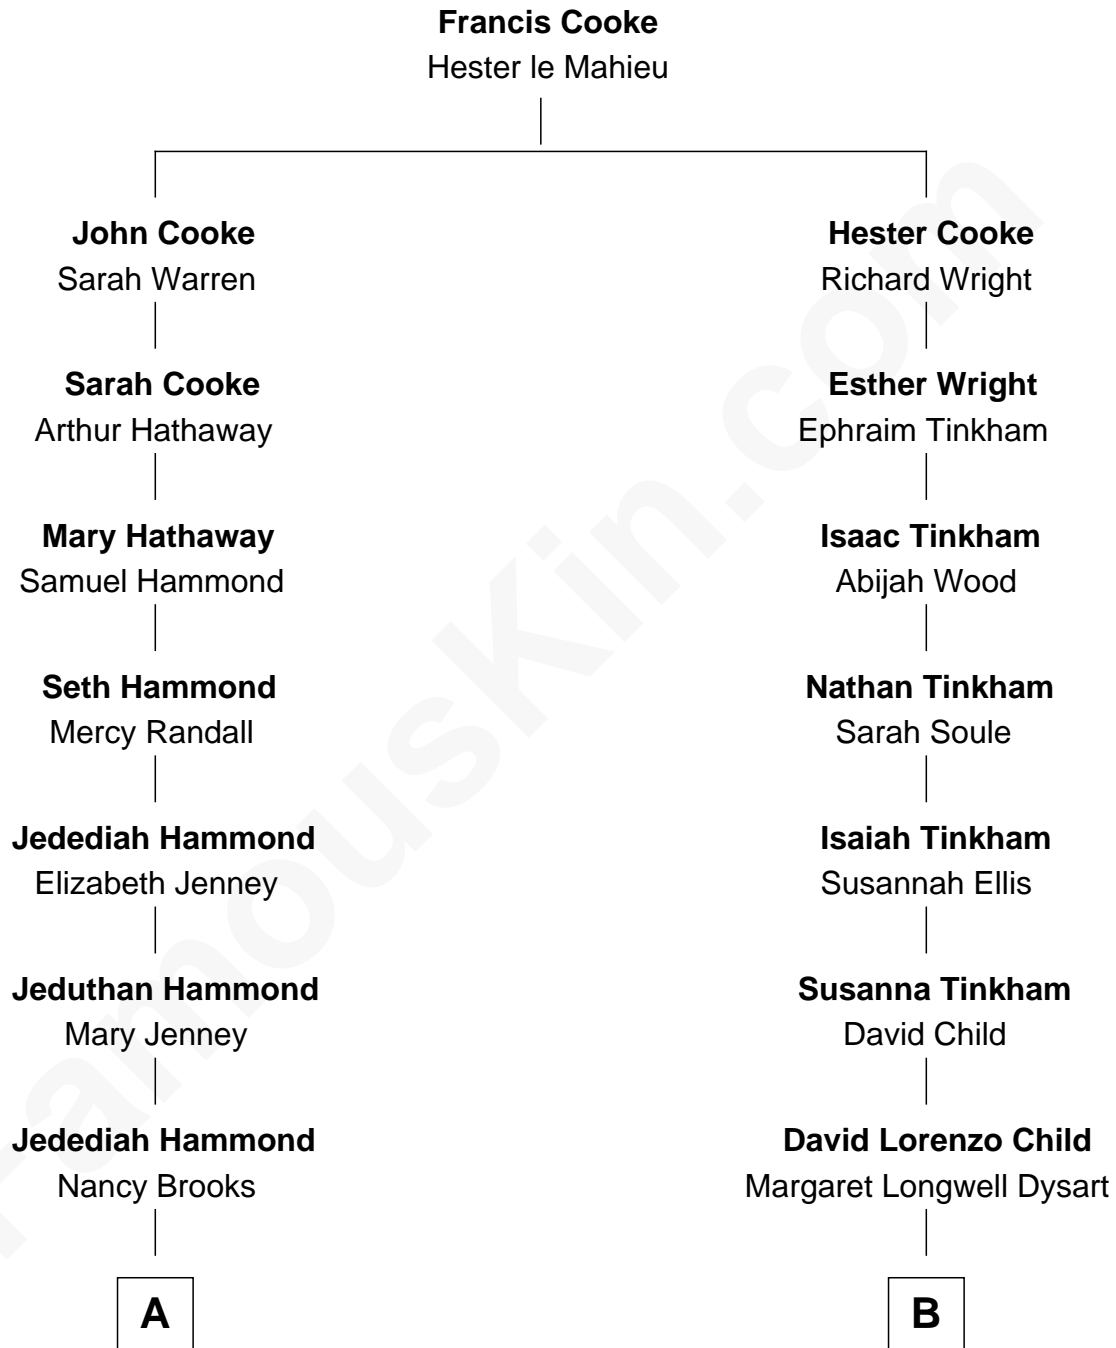 Francis Cooke
Hester le Mahieu
John Cooke
Sarah Warren
Hester Cooke
Richard Wright
Sarah Cooke
Arthur Hathaway
Esther Wright
Ephraim Tinkham
Mary Hathaway
Samuel Hammond
Isaac Tinkham
Abijah Wood
Seth Hammond
Mercy Randall
Nathan Tinkham
Sarah Soule
Jedediah Hammond
Elizabeth Jenney
Isaiah Tinkham
Susannah Ellis
Jeduthan Hammond
Mary Jenney
Susanna Tinkham
David Child
Jedediah Hammond
Nancy Brooks
David Lorenzo Child
Margaret Longwell Dysart
A
B
FamousKin.com